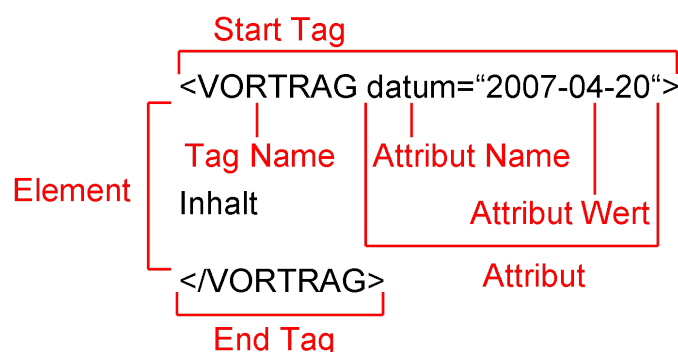 Start Tag
<VORTRAG datum=“2007-04-20“>
Tag Name Attribut Name
Element
Inhalt
Attribut Wert
Attribut
</VORTRAG>
End Tag